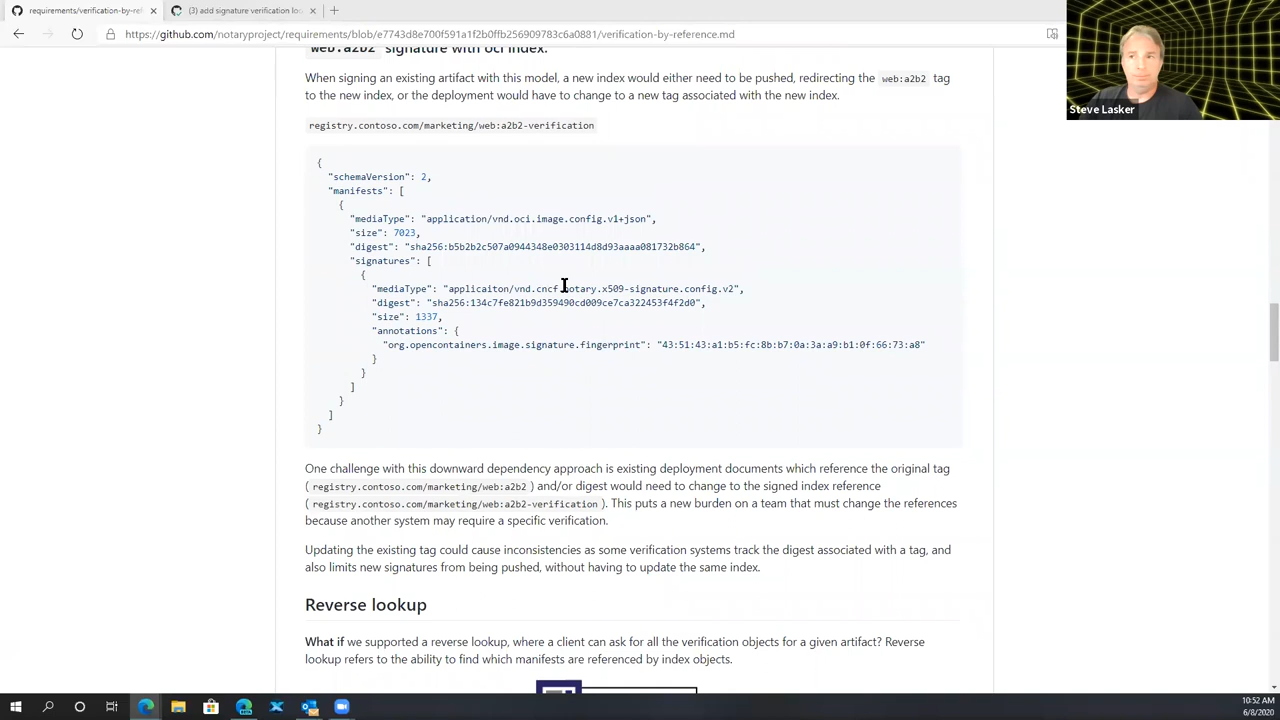 requirements/verification-by-ref
(3) add signature verification loc
https://github.com/notaryproject/requirements/blob/e7743d8e700f591a1f2b0ffb256909783c6a0881/verification-by-reference.md
Steve Lasker
web:a2b2 signature with oci index.
When signing an existing artifact with this model, a new index would either need to be pushed, redirecting the web:a2b2 tag
to the new index, or the deployment would have to change to a new tag associated with the new index.
registry.contoso.com/marketing/web:a2b2-verification
{
"schemaVersion": 2,
"manifests": [
{
"mediaType": "application/vnd.oci.image.config.v1+json",
"size": 7023,
"digest": "sha256:b5b2b2c507a0944348e0303114d8d93aaaa081732b864",
"signatures": [
{
"mediaType": "applicaiton/vnd.cncf.notary.x509-signature.config.v2",
"digest": "sha256:134c7fe821b9d359490cd009ce7ca322453f4f2d0",
"size": 1337,
"annotations": {
"org.opencontainers.image.signature.fingerprint": "43:51:43:a1:b5:fc:8b:b7:0a:3a:a9:b1:0f:66:73:a8"
}
}
]
}
]
}
One challenge with this downward dependency approach is existing deployment documents which reference the original tag
( registry.contoso.com/marketing/web:a2b2 ) and/or digest would need to change to the signed index reference
( registry.contoso.com/marketing/web:a2b2-verification ). This puts a new burden on a team that must change the references
because another system may require a specific verification.
Updating the existing tag could cause inconsistencies as some verification systems track the digest associated with a tag, and
also limits new signatures from being pushed, without having to update the same index.
Reverse lookup
What if we supported a reverse lookup, where a client can ask for all the verification objects for a given artifact? Reverse
lookup refers to the ability to find which manifests are referenced by index objects.
10:52 AM
6/8/2020